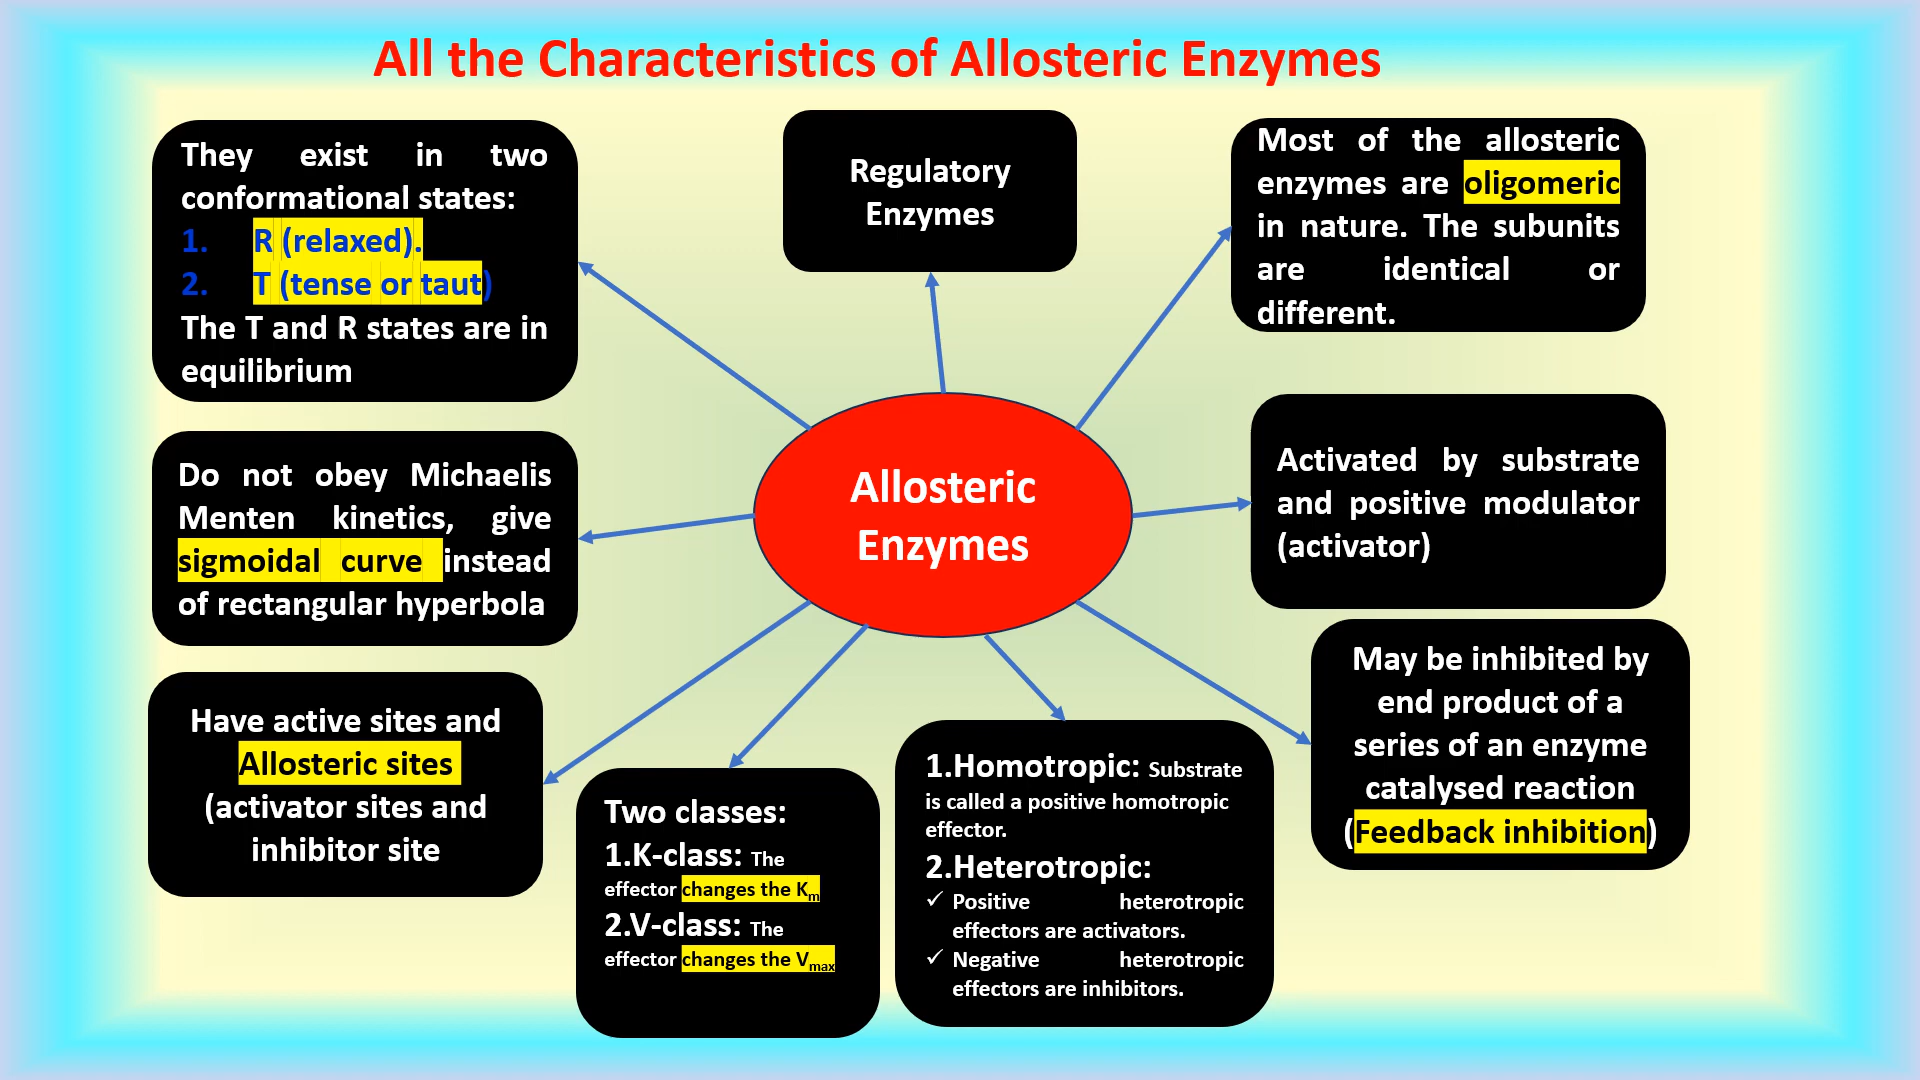 All the Characteristics of Allosteric Enzymes
They exist in two
conformational states:
1. R (relaxed).
2. T (tense or taut)
The T and R states are in
equilibrium
Regulatory
Enzymes
Most of the allosteric
enzymes are oligomeric
in nature. The subunits
are identical or
different.
Do not obey Michaelis
Menten kinetics, give
sigmoidal curve instead
of rectangular hyperbola
Allosteric
Enzymes
Activated by substrate
and positive modulator
(activator)
Have active sites and
Allosteric sites
(activator sites and
inhibitor site
Two classes:
1.K-class: The
effector changes the Km
2.V-class: The
effector changes the Vmax
1.Homotropic: Substrate
is called a positive homotropic
effector.
2.Heterotropic:
✓ Positive heterotropic
effectors are activators.
✓ Negative heterotropic
effectors are inhibitors.
May be inhibited by
end product of a
series of an enzyme
catalysed reaction
(Feedback inhibition)